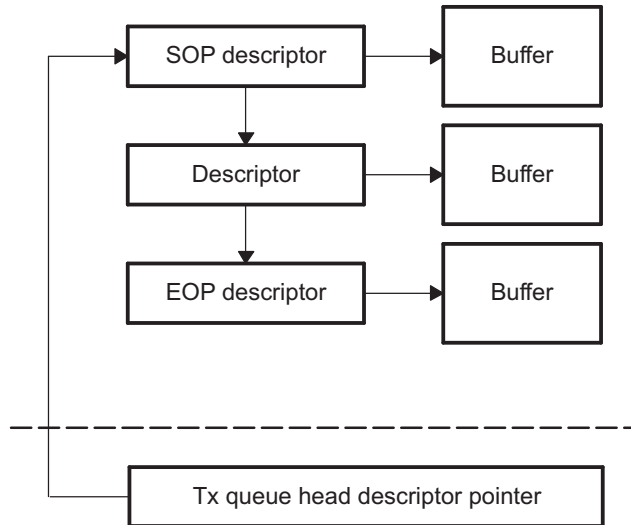 SOP descriptor
Buffer
Descriptor
Buffer
EOP descriptor
Buffer
Tx queue head descriptor pointer